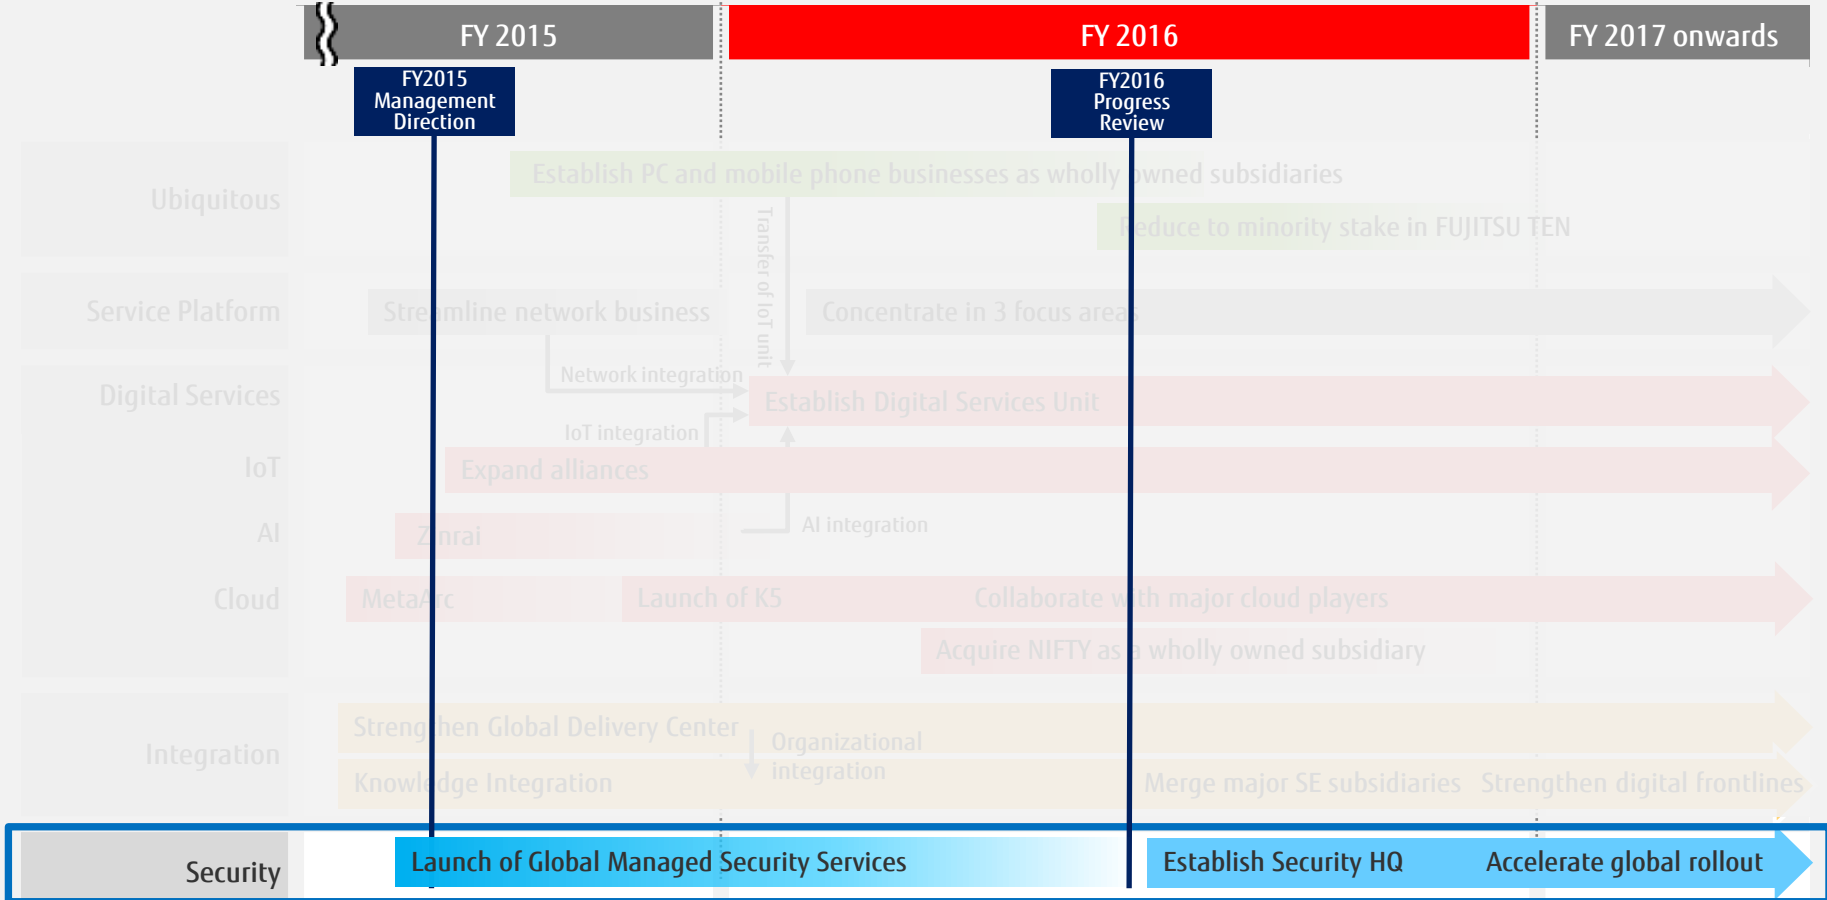 FY 2015
FY 2016
FY 2017 onwards
FY2015
Management
Direction
FY2016
Progress
Review
Ubiquitous
Establish PC and mobile phone businesses as wholly owned subsidiaries
Reduce to minority stake in FUJITSU TEN
Transfer of IoT unit
Service Platform
Streamline network business
Concentrate in 3 focus areas
Digital Services
Network integration
Establish Digital Services Unit
IoT integration
IoT
Expand alliances
AI
Zinrai
AI integration
Cloud
MetaArc
Launch of K5
Collaborate with major cloud players
Acquire NIFTY as a wholly owned subsidiary
Integration
Strengthen Global Delivery Center
Organizational
integration
Knowledge Integration
Merge major SE subsidiaries
Strengthen digital frontlines
Security
Launch of Global Managed Security Services
Establish Security HQ
Accelerate global rollout